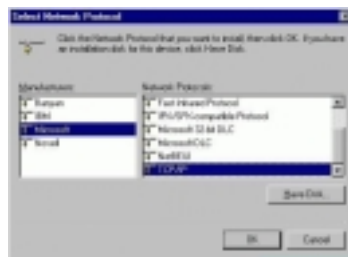 Select Network Protocol
Click the Network Protocol that you want to install, then click OK. If you have
an installation disk for this device, click Have Disk.
Manufacturers:
Banyan
IBM
Microsoft
Novell
Network Protocols:
Fast Infrared Protocol
IPX/SPX-compatible Protocol
Microsoft 32-bit DLC
Microsoft DLC
NetBEUI
TCP/IP
Have Disk...
OK
Cancel